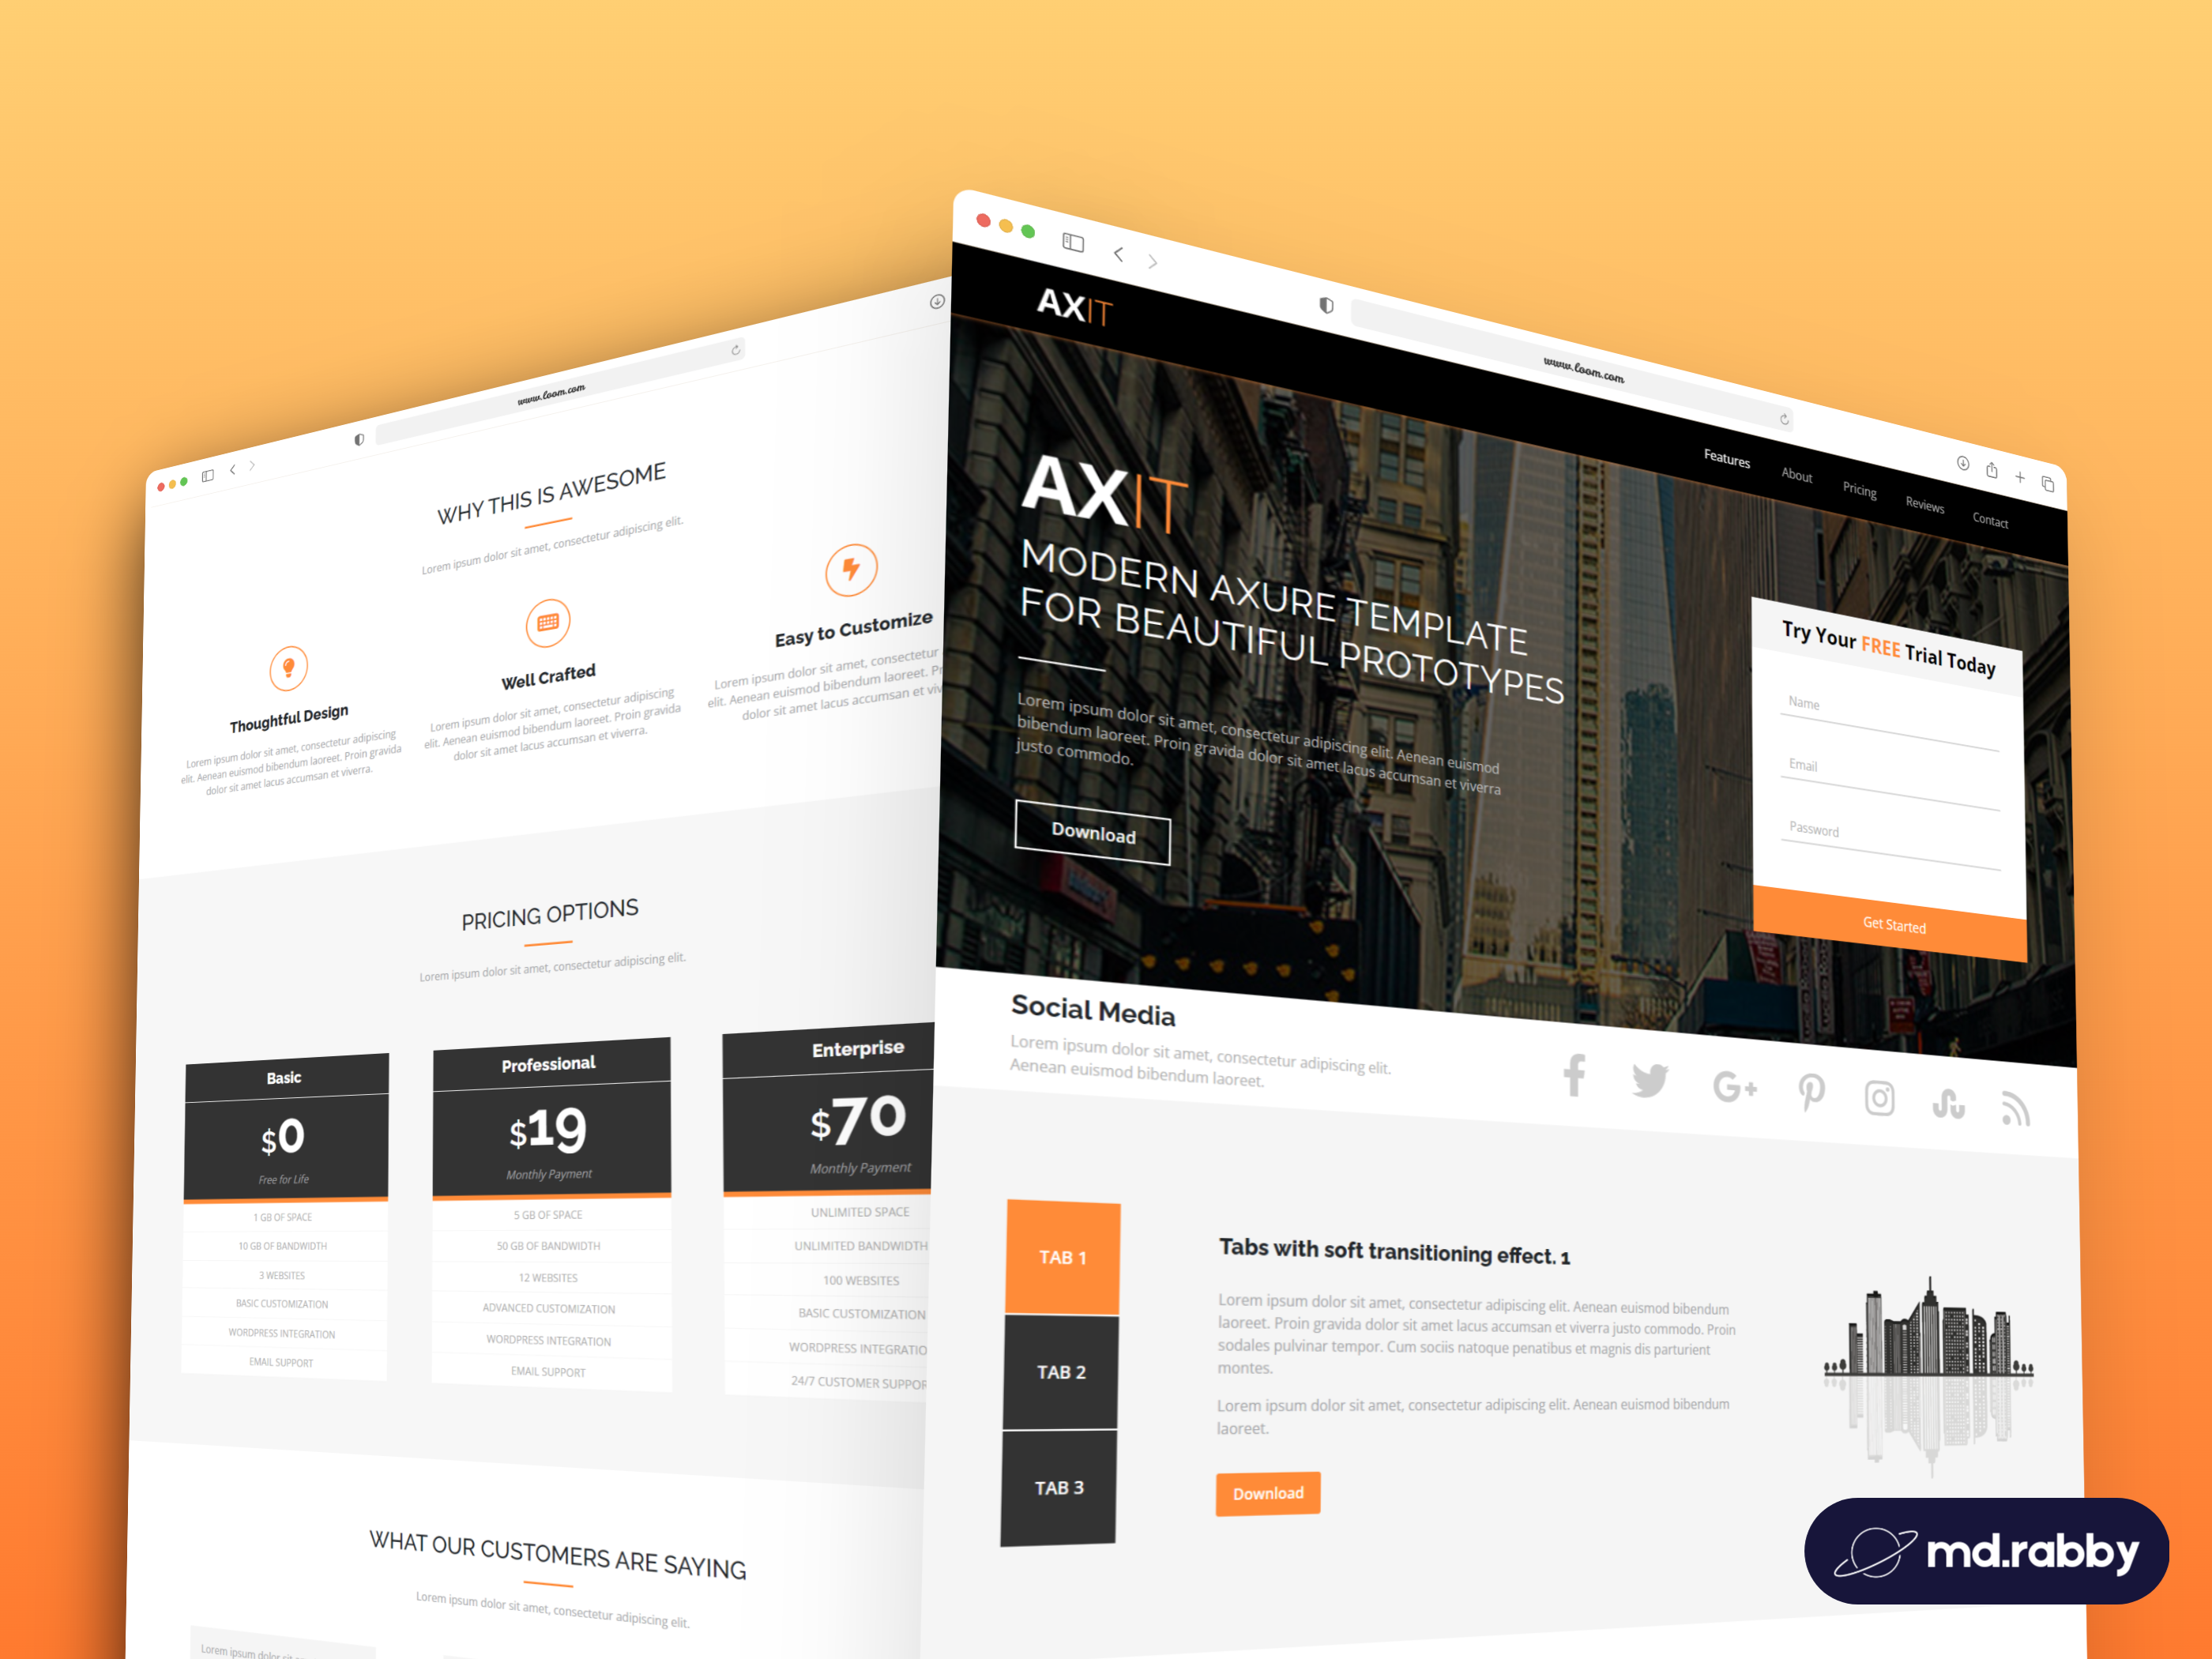 www.loom.com
WHY THIS IS AWESOME
Lorem ipsum dolor sit amet, consectetur adipiscing elit.
Thoughtful Design
Lorem ipsum dolor sit amet, consectetur adipiscing
elit. Aenean euismod bibendum laoreet. Proin gravida
dolor sit amet lacus accumsan et viverra.
Well Crafted
Lorem ipsum dolor sit amet, consectetur adipiscing
elit. Aenean euismod bibendum laoreet. Proin gravida
dolor sit amet lacus accumsan et viverra.
Easy to Customize
Lorem ipsum dolor sit amet, consectetur
elit. Aenean euismod bibendum laoreet. Pr
dolor sit amet lacus accumsan et viv
PRICING OPTIONS
Lorem ipsum dolor sit amet, consectetur adipiscing elit.
Basic
$0
Free for Life
1 GB OF SPACE
10 GB OF BANDWIDTH
3 WEBSITES
BASIC CUSTOMIZATION
WORDPRESS INTEGRATION
EMAIL SUPPORT
Professional
$19
Monthly Payment
5 GB OF SPACE
50 GB OF BANDWIDTH
12 WEBSITES
ADVANCED CUSTOMIZATION
WORDPRESS INTEGRATION
EMAIL SUPPORT
Enterprise
$70
Monthly Payment
UNLIMITED SPACE
UNLIMITED BANDWIDTH
100 WEBSITES
BASIC CUSTOMIZATION
WORDPRESS INTEGRATIO
24/7 CUSTOMER SUPPOR
WHAT OUR CUSTOMERS ARE SAYING
Lorem ipsum dolor sit amet, consectetur adipiscing elit.
Lorem ipsum dolor sit
www.loom.com
AXIT
Features
About
Pricing
Reviews
Contact
AXIT
MODERN AXURE TEMPLATE
FOR BEAUTIFUL PROTOTYPES
Lorem ipsum dolor sit amet, consectetur adipiscing elit. Aenean euismod
bibendum laoreet. Proin gravida dolor sit amet lacus accumsan et viverra
justo commodo.
Download
Try Your FREE Trial Today
Name
Email
Password
Get Started
Social Media
Lorem ipsum dolor sit amet, consectetur adipiscing elit.
Aenean euismod bibendum laoreet.
TAB 1
TAB 2
TAB 3
Tabs with soft transitioning effect. 1
Lorem ipsum dolor sit amet, consectetur adipiscing elit. Aenean euismod bibendum
laoreet. Proin gravida dolor sit amet lacus accumsan et viverra justo commodo. Proin
sodales pulvinar tempor. Cum sociis natoque penatibus et magnis dis parturient
montes.
Lorem ipsum dolor sit amet, consectetur adipiscing elit. Aenean euismod bibendum
laoreet.
Download
md.rabby